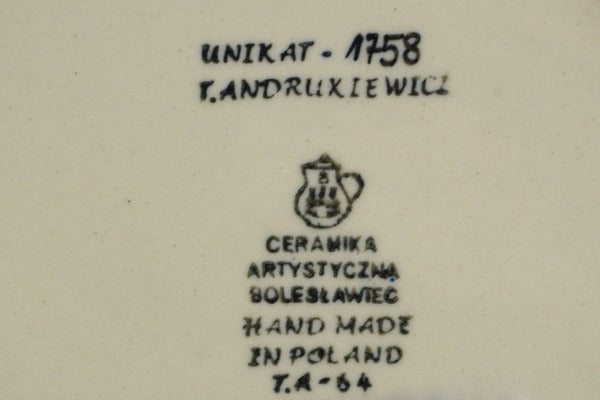 UNIKAT - 1758
T. ANDRUKIEWICZ
CERAMIKA
ARTYSTYCZNA
BOLESŁAWIEC
HAND MADE
IN POLAND
T.A - 64